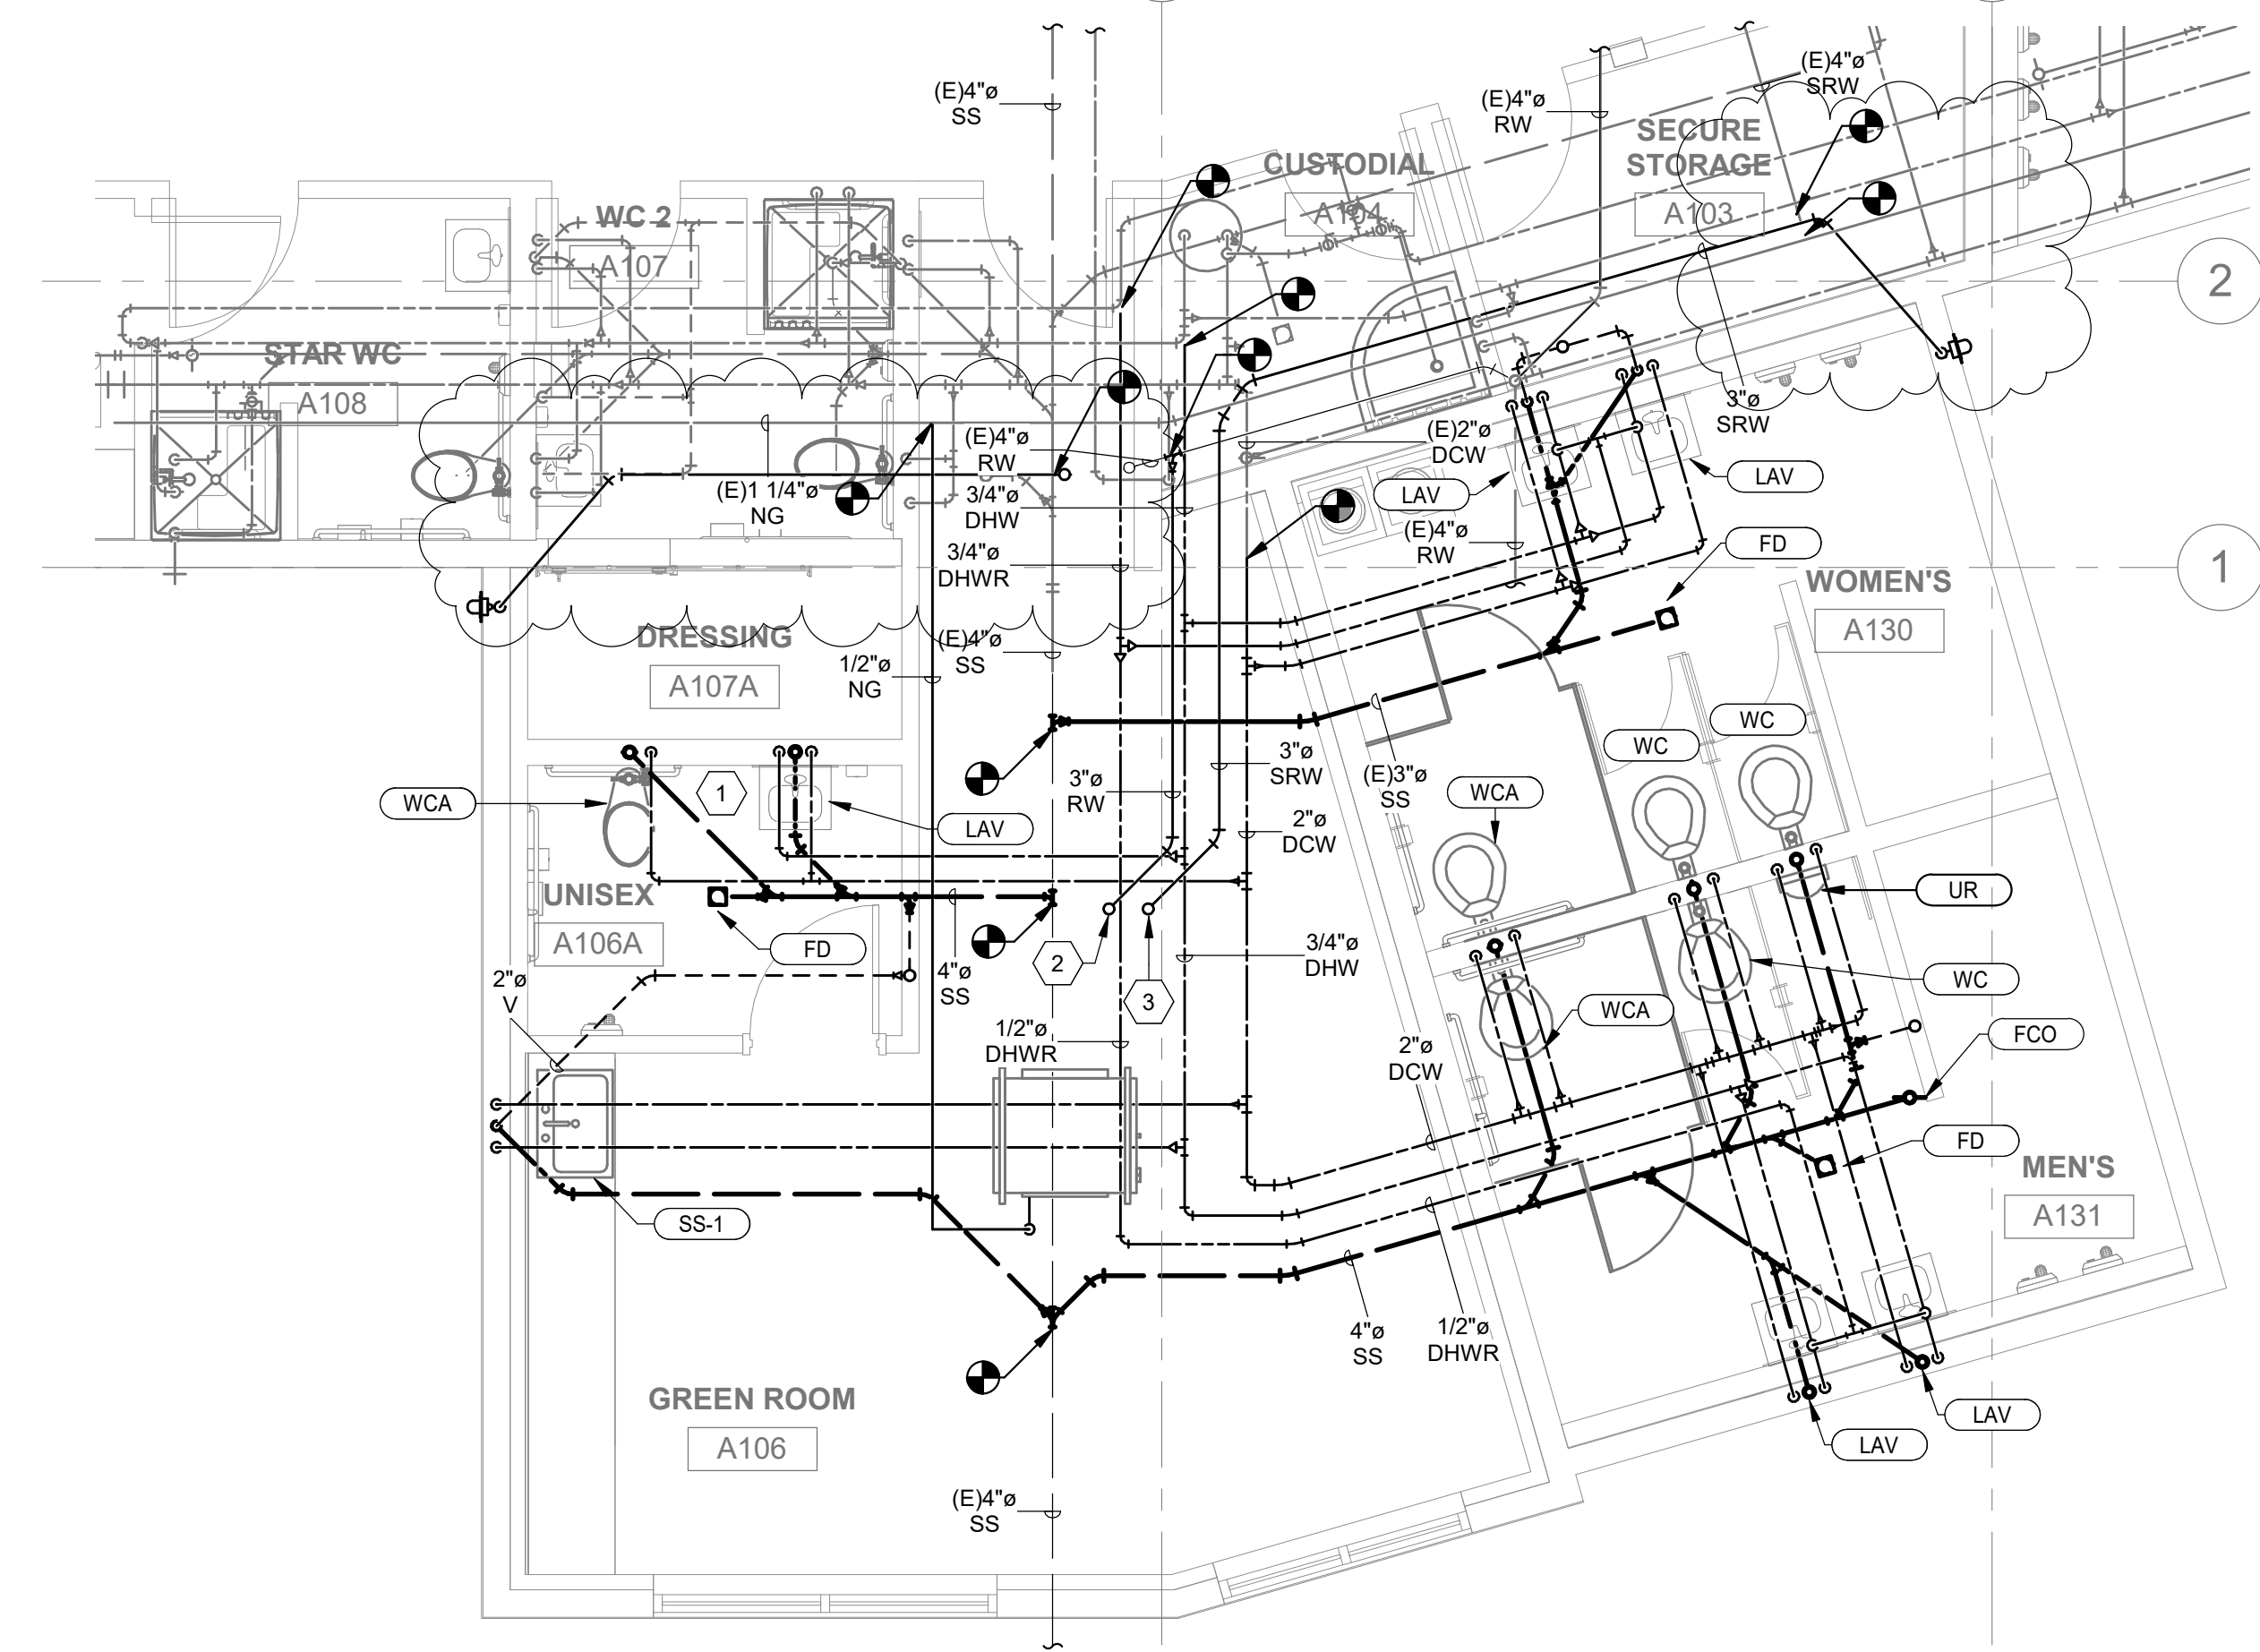 (E)4"ø
SS
(E)4"ø
RW
(E)4"ø
SRW
SECURE
STORAGE
A103
CUSTODIAL
A104
WC 2
A107
2
STAR WC
A108
(E)4"ø
RW
(E)2"ø
DCW
3"ø
SRW
LAV
LAV
(E)1 1/4"ø
NG
3/4"ø
DHW
(E)4"ø
RW
FD
3/4"ø
DHWR
1
WOMEN'S
A130
DRESSING
A107A
1/2"ø
NG
(E)4"ø
SS
WC
WC
WCA
1
LAV
3"ø
RW
3"ø
SRW
(E)3"ø
SS
WCA
2"ø
DCW
UNISEX
A106A
FD
UR
2"ø
V
4"ø
SS
2
3
3/4"ø
DHW
WC
WCA
1/2"ø
DHWR
2"ø
DCW
FCO
FD
MEN'S
A131
SS-1
4"ø
SS
1/2"ø
DHWR
GREEN ROOM
A106
LAV
LAV
(E)4"ø
SS